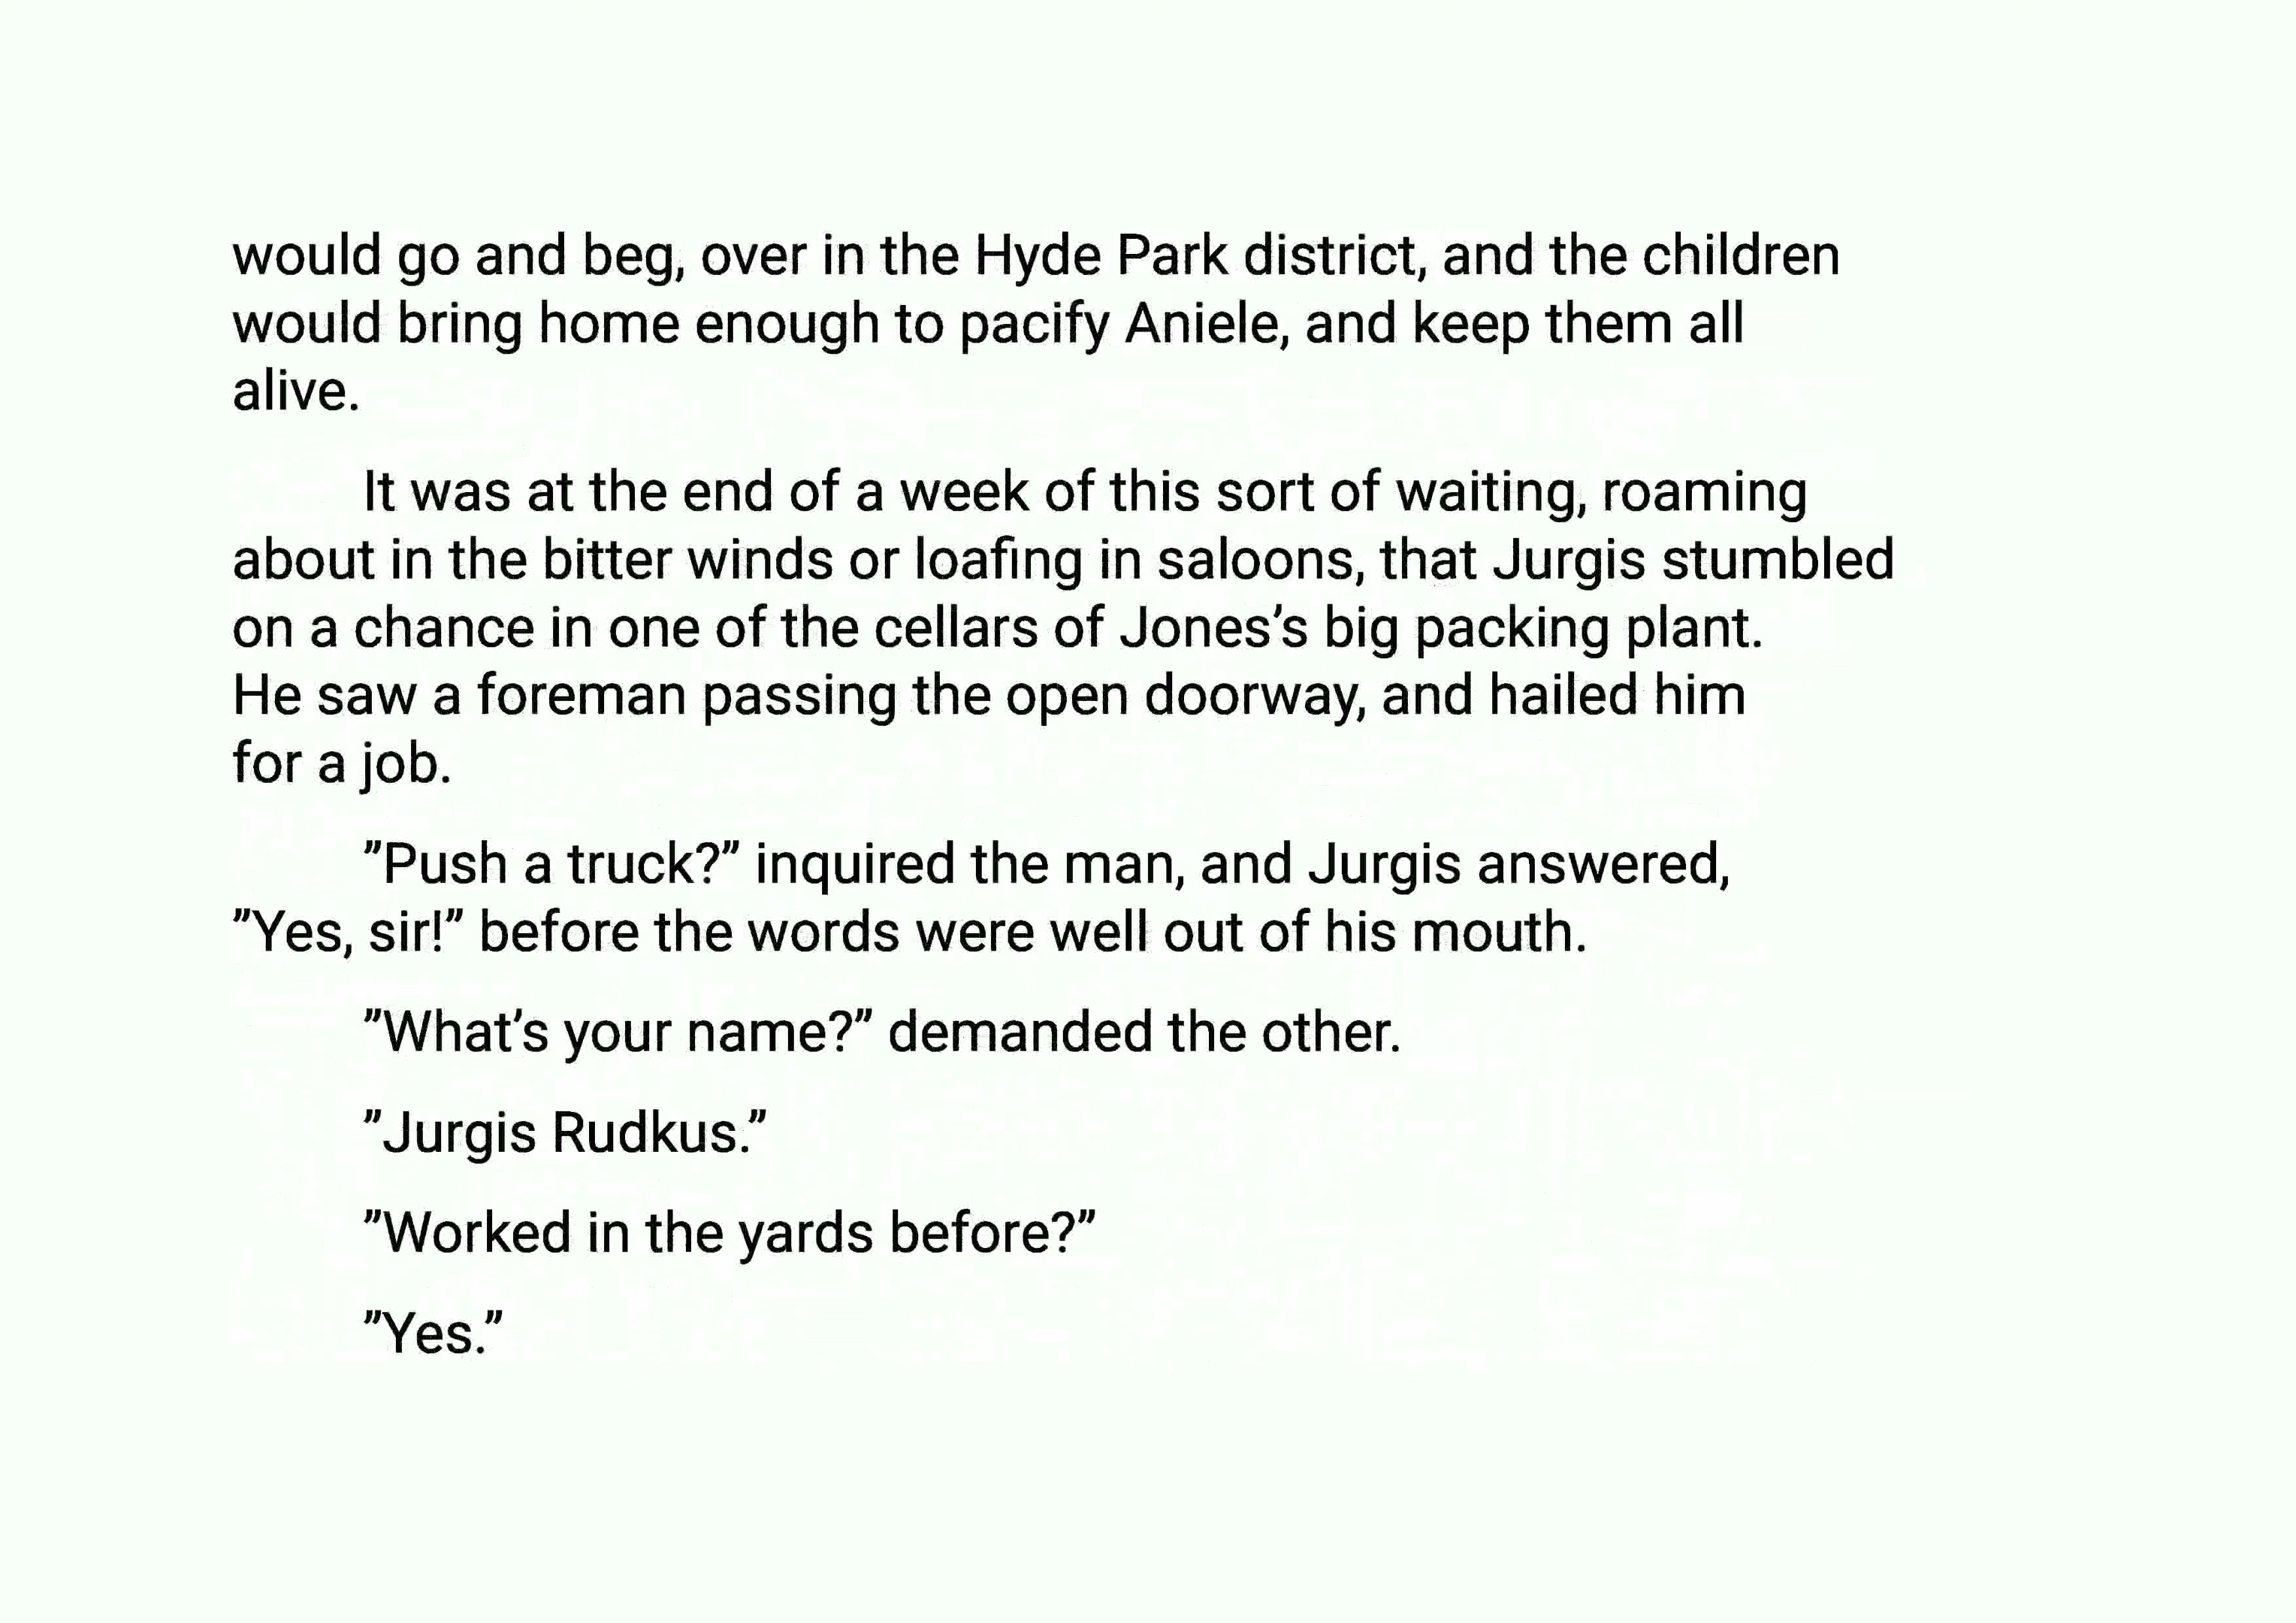 would go and beg, over in the Hyde Park district, and the children
would bring home enough to pacify Aniele, and keep them all
alive.
It was at the end of a week of this sort of waiting, roaming
about in the bitter winds or loafing in saloons, that Jurgis stumbled
on a chance in one of the cellars of Jones’s big packing plant.
He saw a foreman passing the open doorway, and hailed him
for a job.
”Push a truck?” inquired the man, and Jurgis answered,
”Yes, sir!” before the words were well out of his mouth.
”What’s your name?” demanded the other.
”Jurgis Rudkus.”
”Worked in the yards before?”
”Yes.”